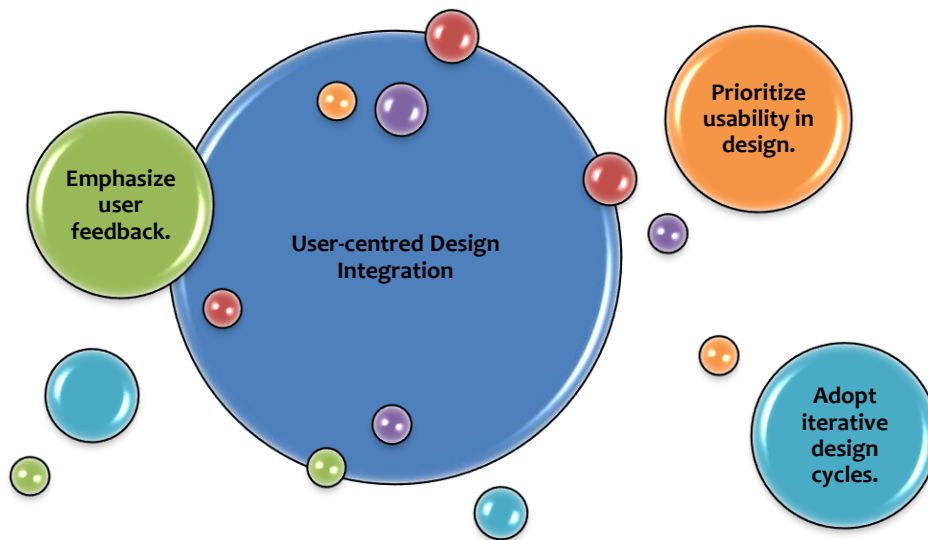 Prioritize
usability in
design.
Emphasize
user
feedback.
User-centred Design
Integration
Adopt
iterative
design
cycles.